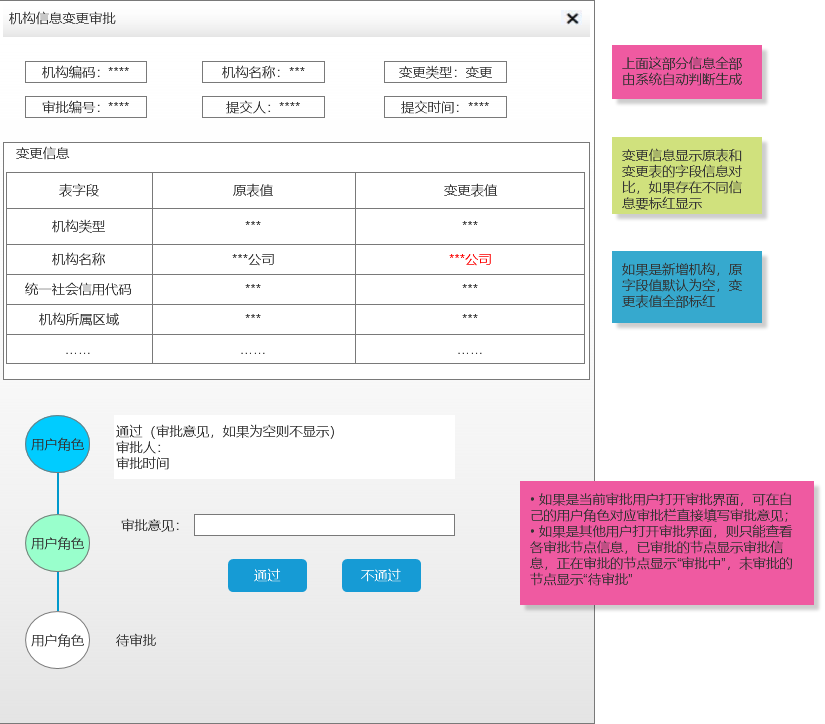 机构信息变更审批
机构编码：****
机构名称：***
变更类型：变更
审批编号：****
提交人：****
提交时间：****
上面这部分信息全部
由系统自动判断生成
变更信息
表字段
原表值
变更表值
机构类型
***
***
机构名称
***公司
***公司
统一社会信用代码
***
***
机构所属区域
***
***
……
……
……
变更信息显示原表和
变更表的字段信息对
比，如果存在不同信
息要标红显示
如果是新增机构，原
字段值默认为空，变
更表值全部标红
用户角色
通过（审批意见，如果为空则不显示）
审批人：
审批时间
用户角色
审批意见：
通过
不通过
• 如果是当前审批用户打开审批界面，可在自
己的用户角色对应审批栏直接填写审批意见；
• 如果是其他用户打开审批界面，则只能查看
各审批节点信息，已审批的节点显示审批信
息，正在审批的节点显示“审批中”，未审批的
节点显示“待审批”
用户角色
待审批